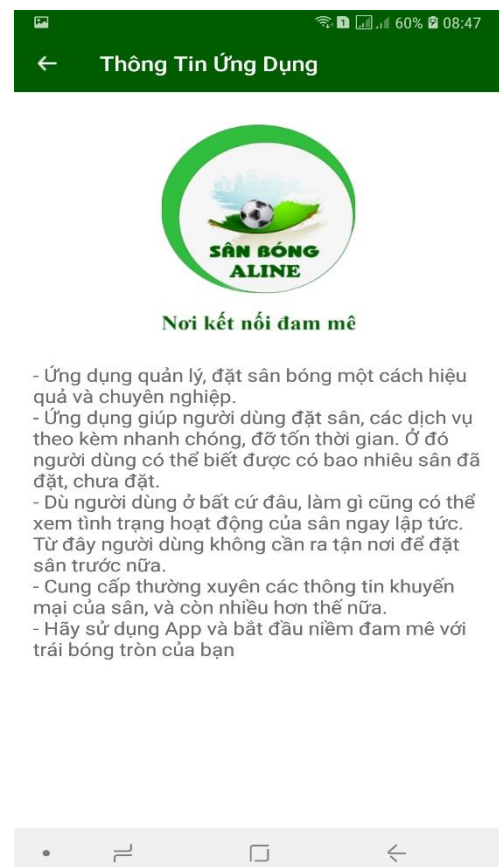 1 60% 08:47
Thông Tin Ứng Dụng
SÂN BÓNG
ALINE
Nơi kết nối đam mê
- Ứng dụng quản lý, đặt sân bóng một cách hiệu
quả và chuyên nghiệp.
- Ứng dụng giúp người dùng đặt sân, các dịch vụ
theo kèm nhanh chóng, đỡ tốn thời gian. Ở đó
người dùng có thể biết được có bao nhiêu sân đã
đặt, chưa đặt.
- Dù người dùng ở bất cứ đâu, làm gì cũng có thể
xem tình trạng hoạt động của sân ngay lập tức.
Từ đây người dùng không cần ra tận nơi để đặt
sân trước nữa.
- Cung cấp thường xuyên các thông tin khuyến
mại của sân, và còn nhiều hơn thế nữa.
- Hãy sử dụng App và bắt đầu niềm đam mê với
trái bóng tròn của bạn